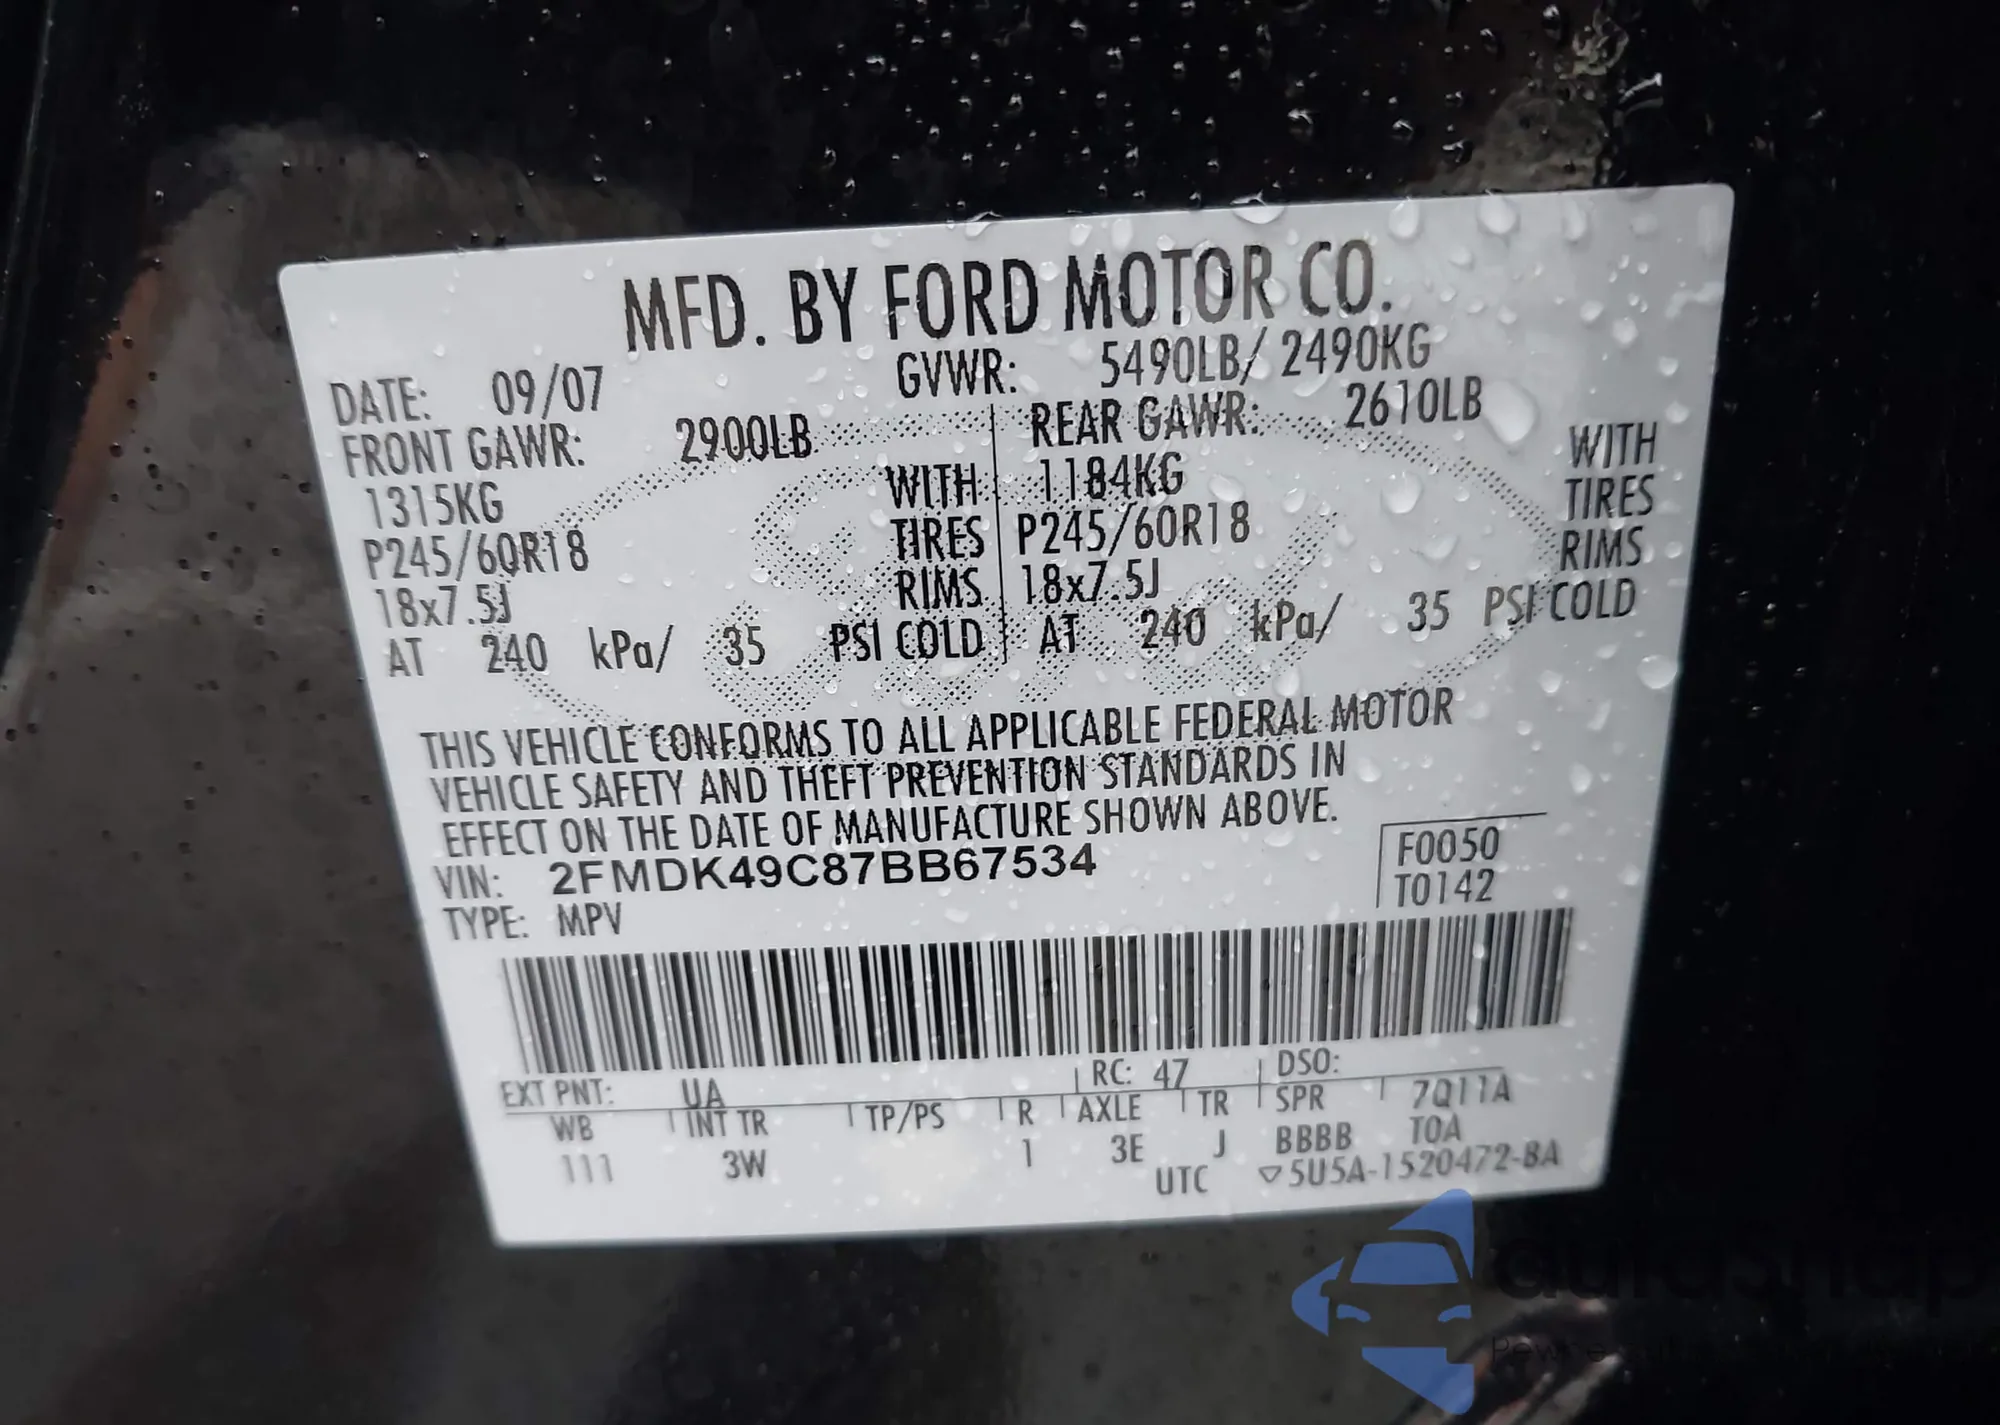 MFD. BY FORD MOTOR CO.
DATE: 09/07 GVWR: 5490LB/ 2490KG
FRONT GAWR: 2900LB REAR GAWR: 2610LB
1315KG WITH 1184KG WITH
P245/60R18 TIRES P245/60R18 TIRES
18x7.5J RIMS 18x7.5J RIMS
AT 240 kPa/ 35 PSI COLD AT 240 kPa/ 35 PSI COLD
THIS VEHICLE CONFORMS TO ALL APPLICABLE FEDERAL MOTOR
VEHICLE SAFETY AND THEFT PREVENTION STANDARDS IN
EFFECT ON THE DATE OF MANUFACTURE SHOWN ABOVE.
VIN: 2FMDK49C87BB67534 F0050
TYPE: MPV T0142
EXT PNT: UA RC: 47 DSO:
WB INT TR TP/PS R AXLE TR SPR 7Q11A
111 3W 1 3E J BBBB TOA
UTC ▽5U5A-1520472-BA
autosnap